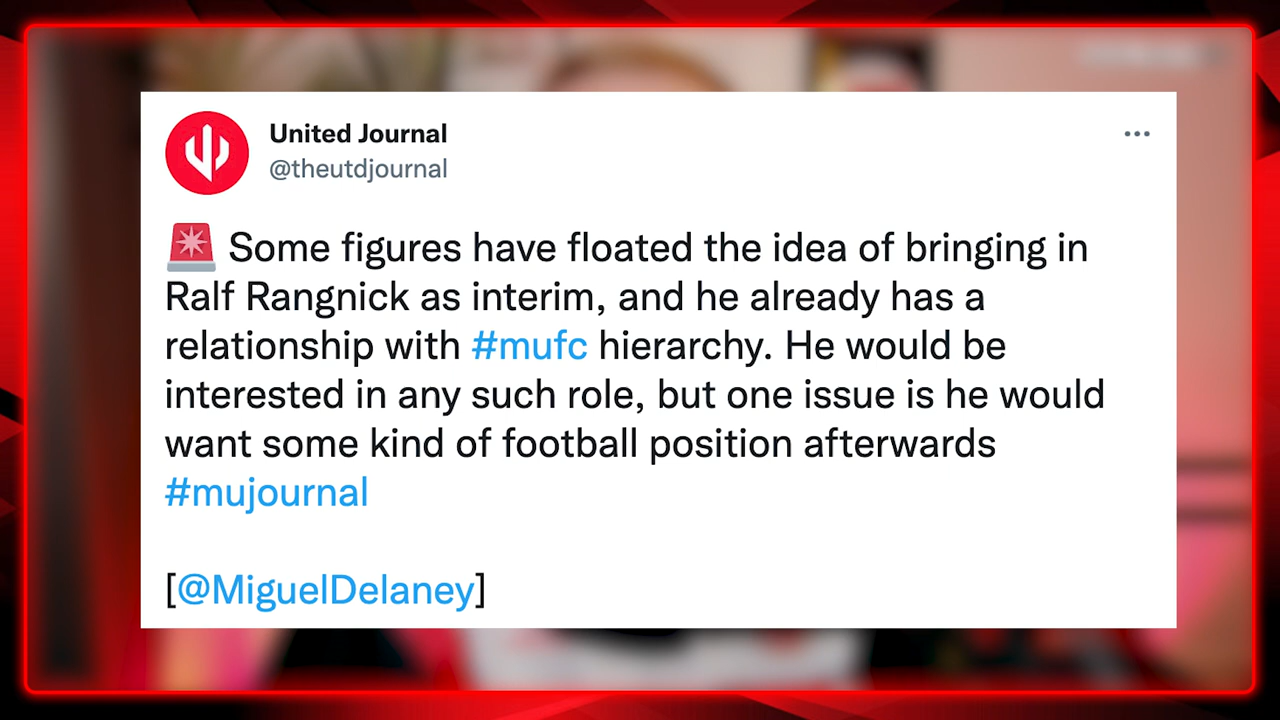 United Journal
@theutdjournal
🚨 Some figures have floated the idea of bringing in
Ralf Rangnick as interim, and he already has a
relationship with #mufc hierarchy. He would be
interested in any such role, but one issue is he would
want some kind of football position afterwards
#mujournal
[@MiguelDelaney]